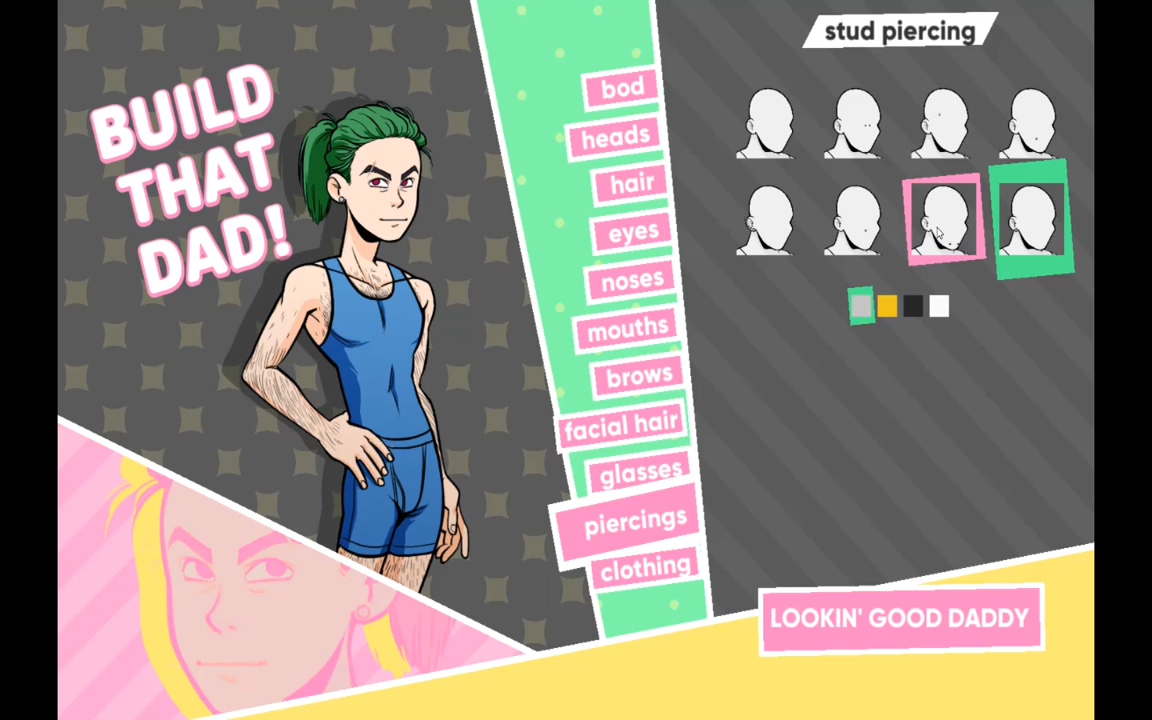 BUILD
THAT
DAD!
bod
heads
hair
eyes
noses
mouths
brows
facial hair
glasses
piercings
clothing
stud piercing
LOOKIN' GOOD DADDY